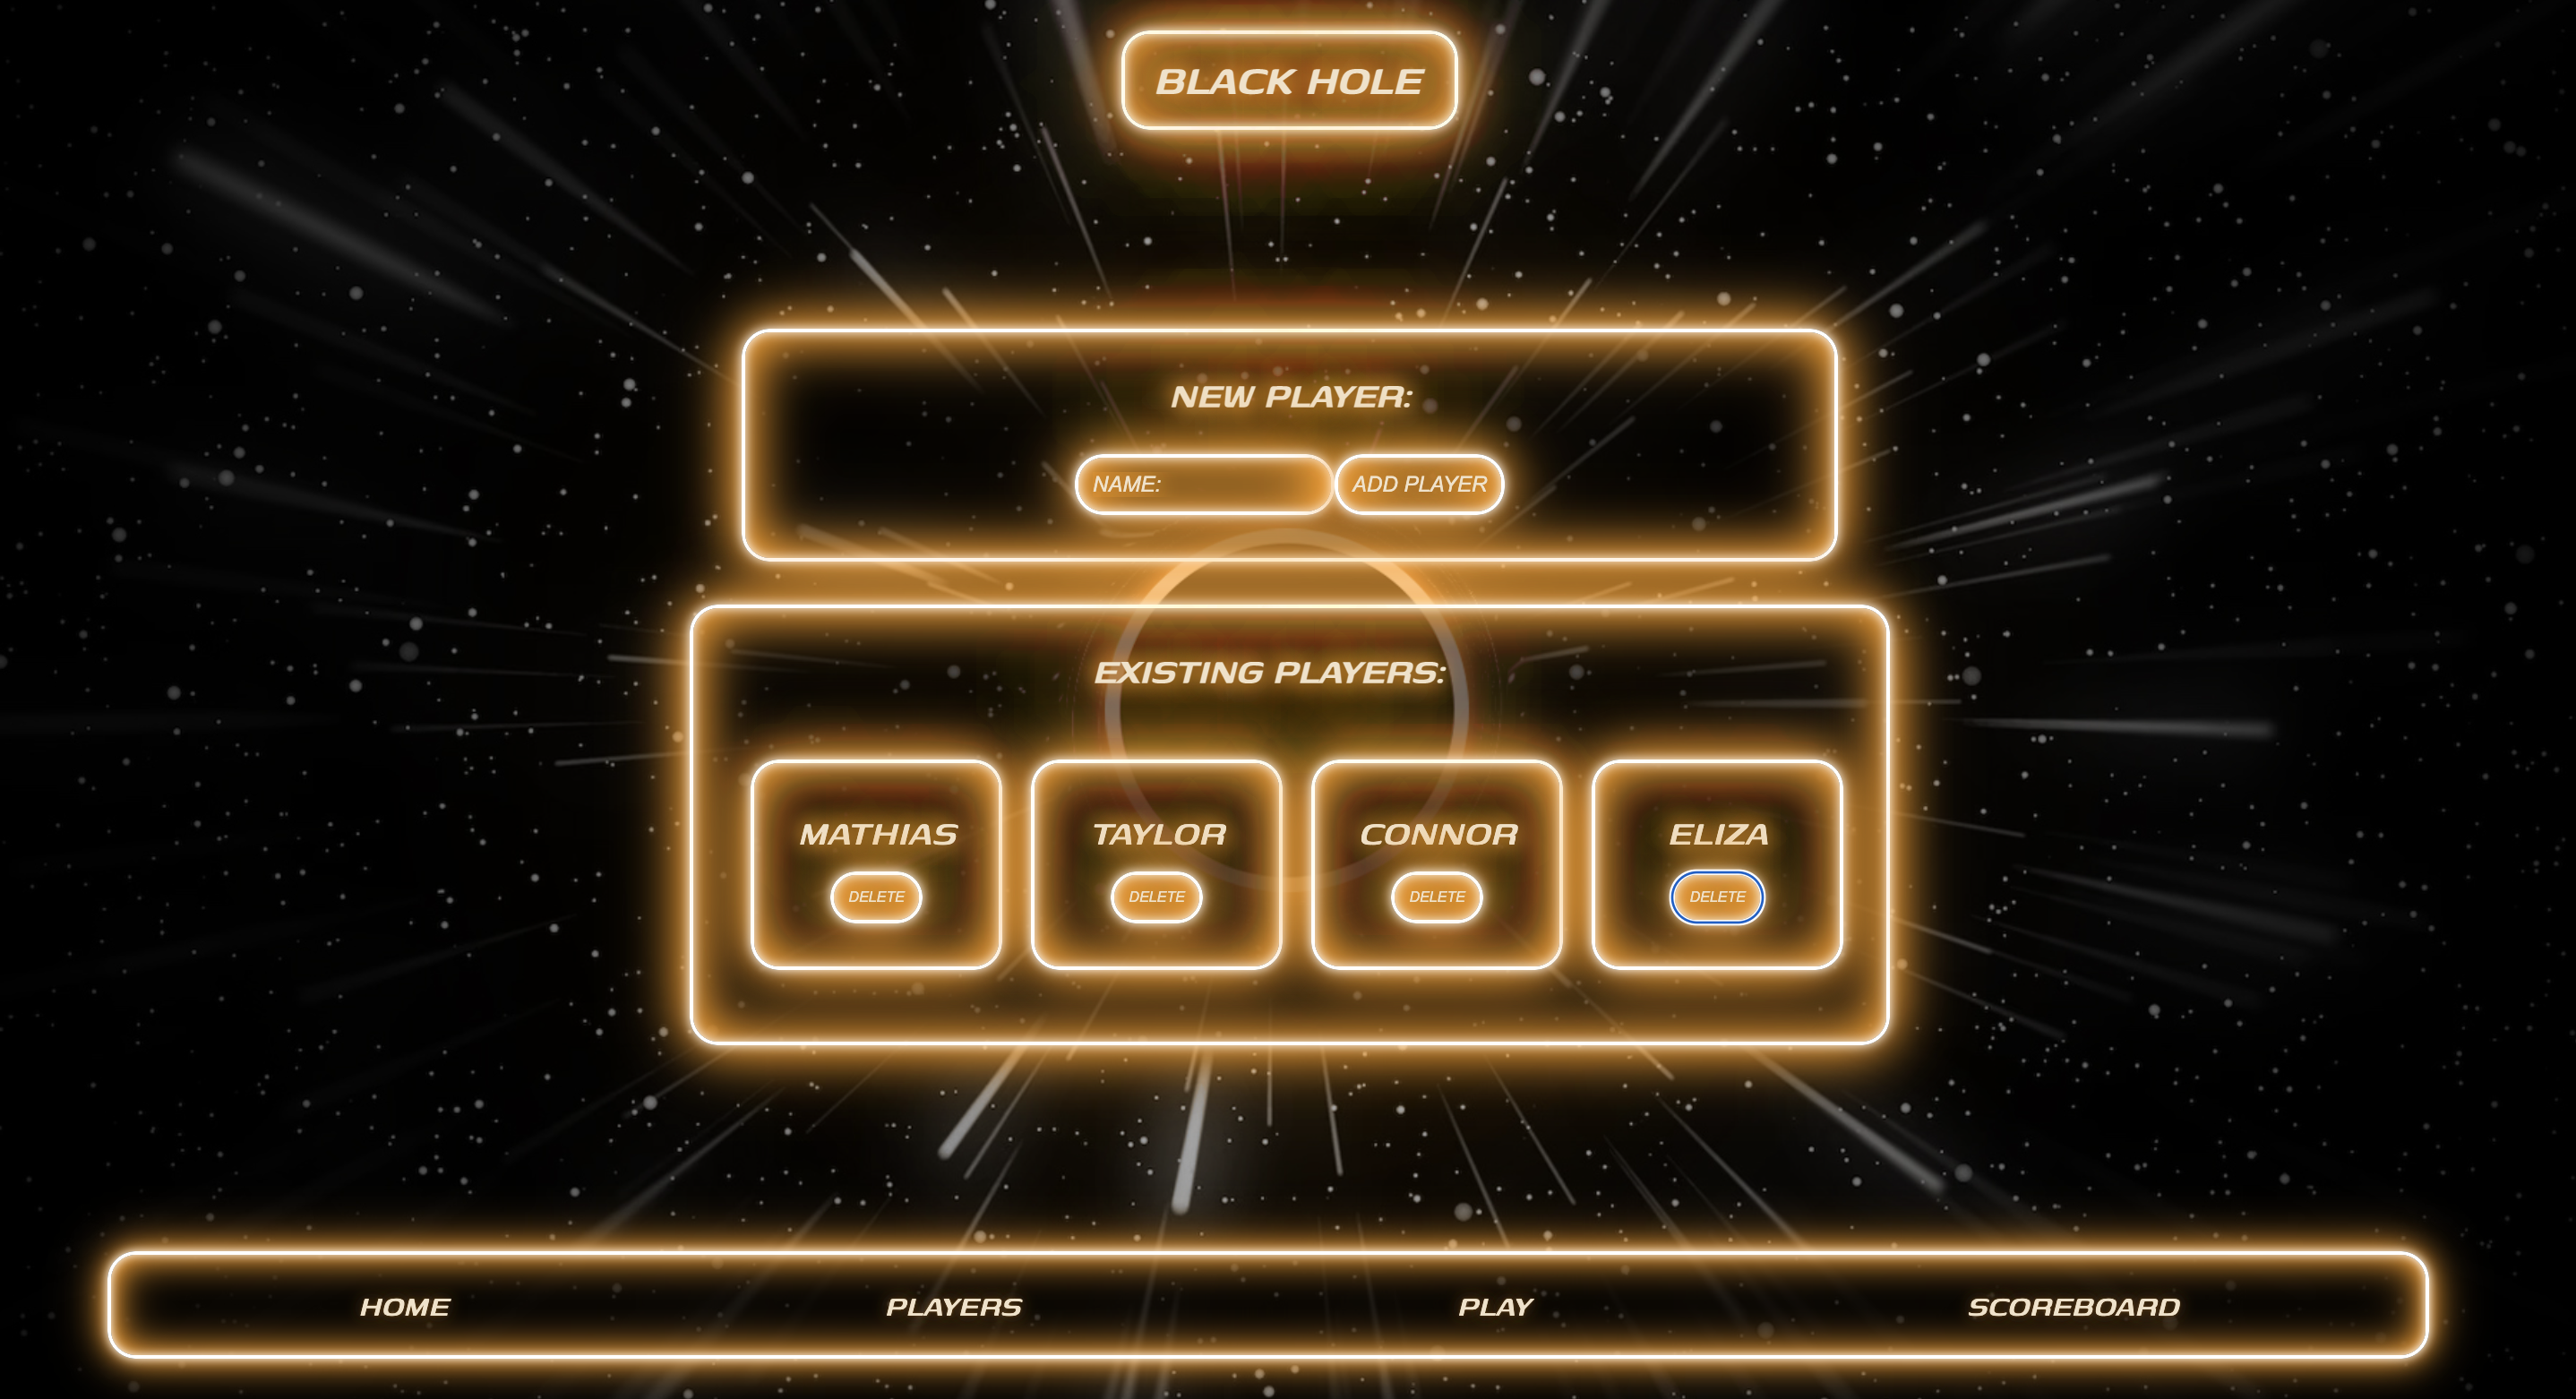 BLACK HOLE
NEW PLAYER:
NAME: ADD PLAYER
EXISTING PLAYERS:
MATHIAS TAYLOR CONNOR ELIZA
DELETE DELETE DELETE DELETE
HOME PLAYERS PLAY SCOREBOARD